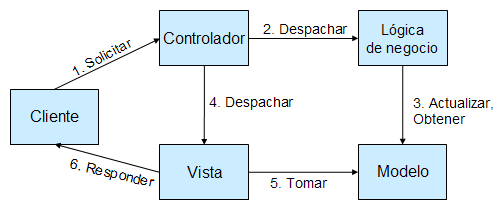 Controlador
2. Despachar
Lógica
de negocio
1. Solicitar
Cliente
4. Despachar
3. Actualizar,
Obtener
6. Responder
Vista
5. Tomar
Modelo